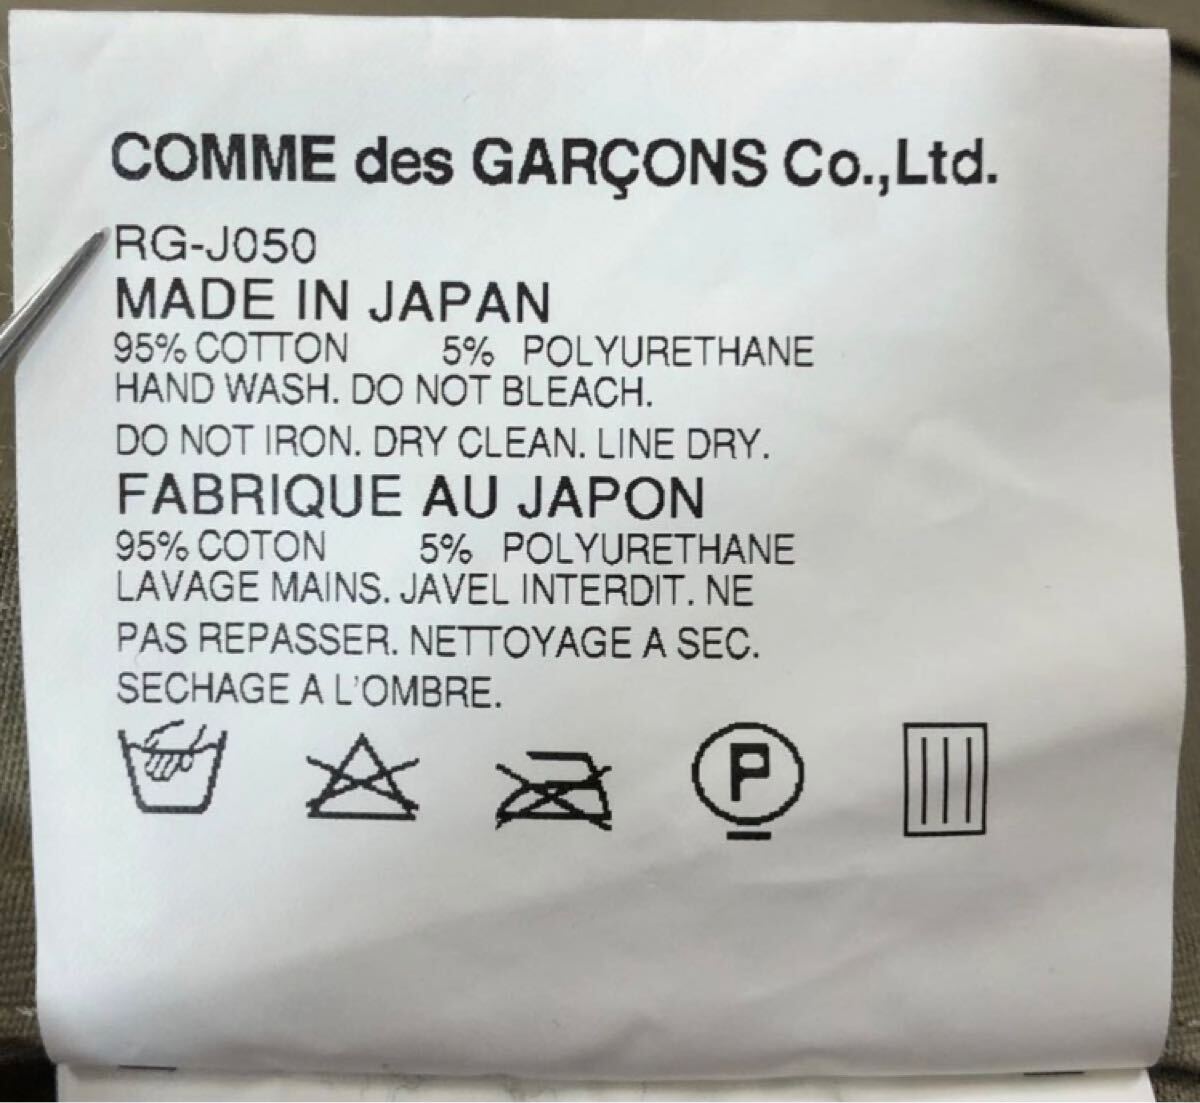 COMME des GARÇONS Co.,Ltd.
RG-J050
MADE IN JAPAN
95% COTTON 5% POLYURETHANE
HAND WASH. DO NOT BLEACH.
DO NOT IRON. DRY CLEAN. LINE DRY.
FABRIQUE AU JAPON
95% COTON 5% POLYURETHANE
LAVAGE MAINS. JAVEL INTERDIT. NE
PAS REPASSER. NETTOYAGE A SEC.
SECHAGE A L'OMBRE.
P